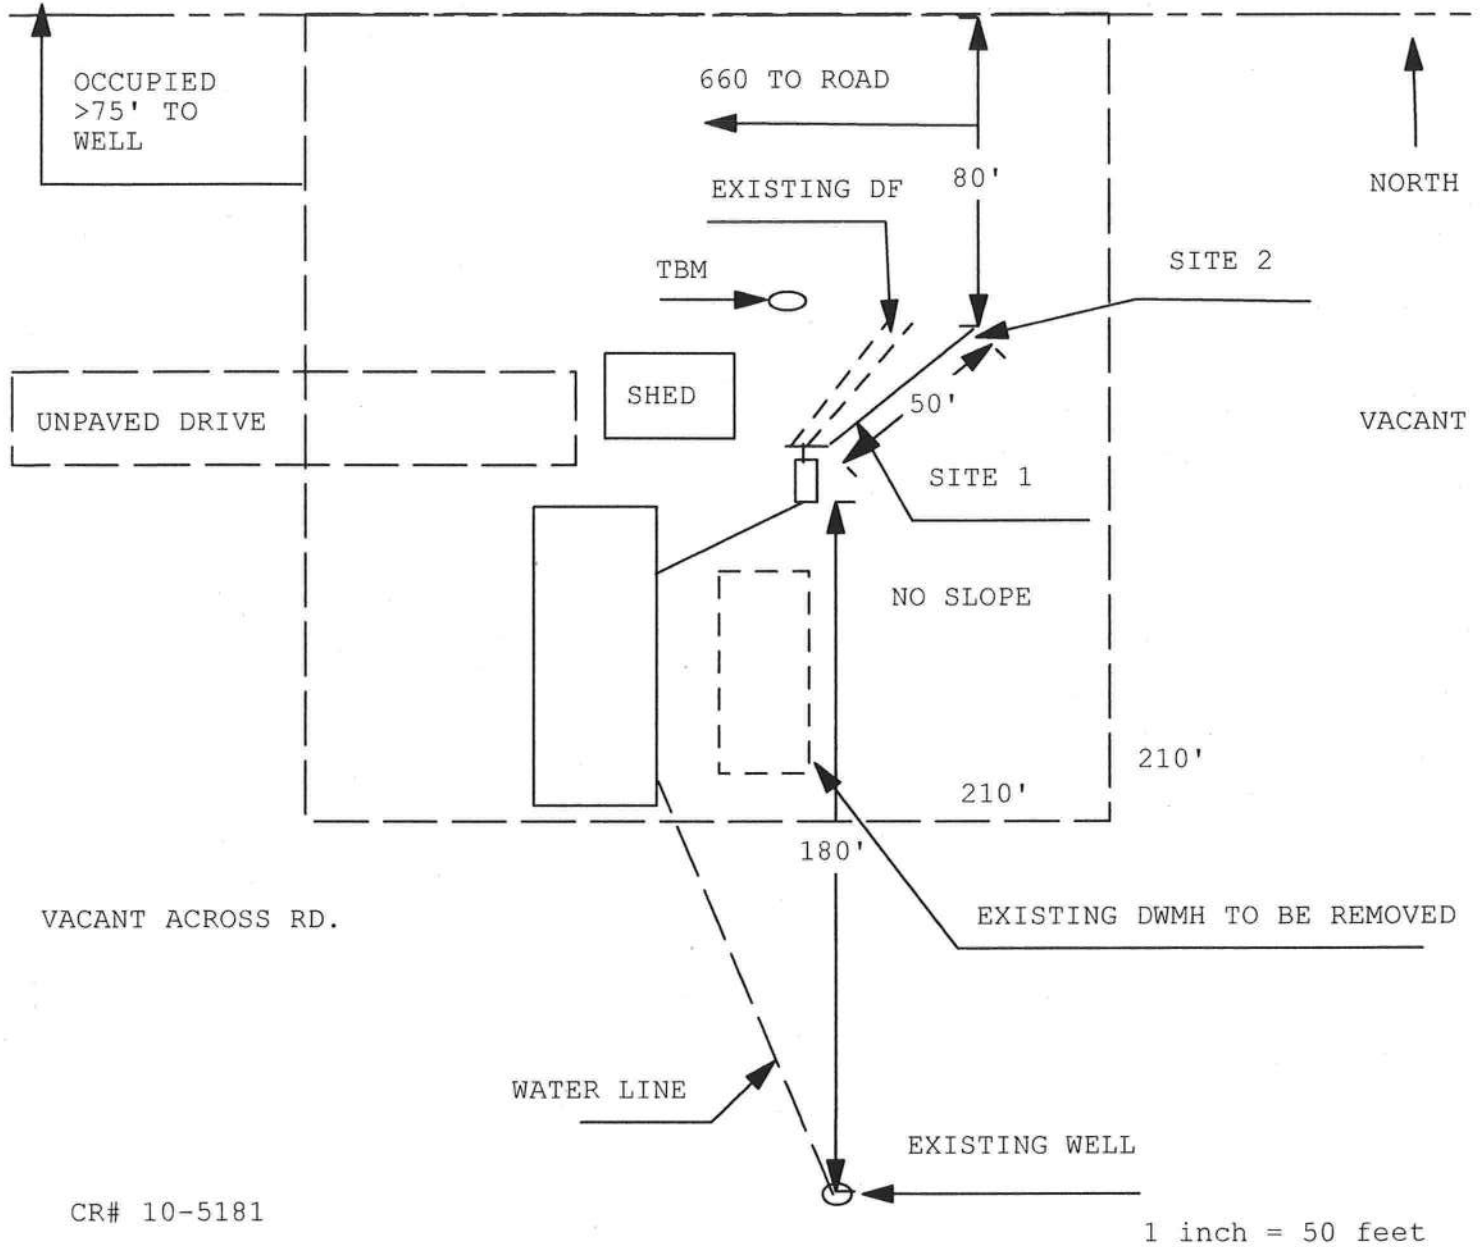 OCCUPIED
>75' TO
WELL
660 TO ROAD
80'
EXISTING DF
NORTH
TBM
SITE 2
SHED
50'
UNPAVED DRIVE
VACANT
SITE 1
NO SLOPE
210'
210'
180'
VACANT ACROSS RD.
EXISTING DWMH TO BE REMOVED
WATER LINE
EXISTING WELL
CR# 10-5181
1 inch = 50 feet